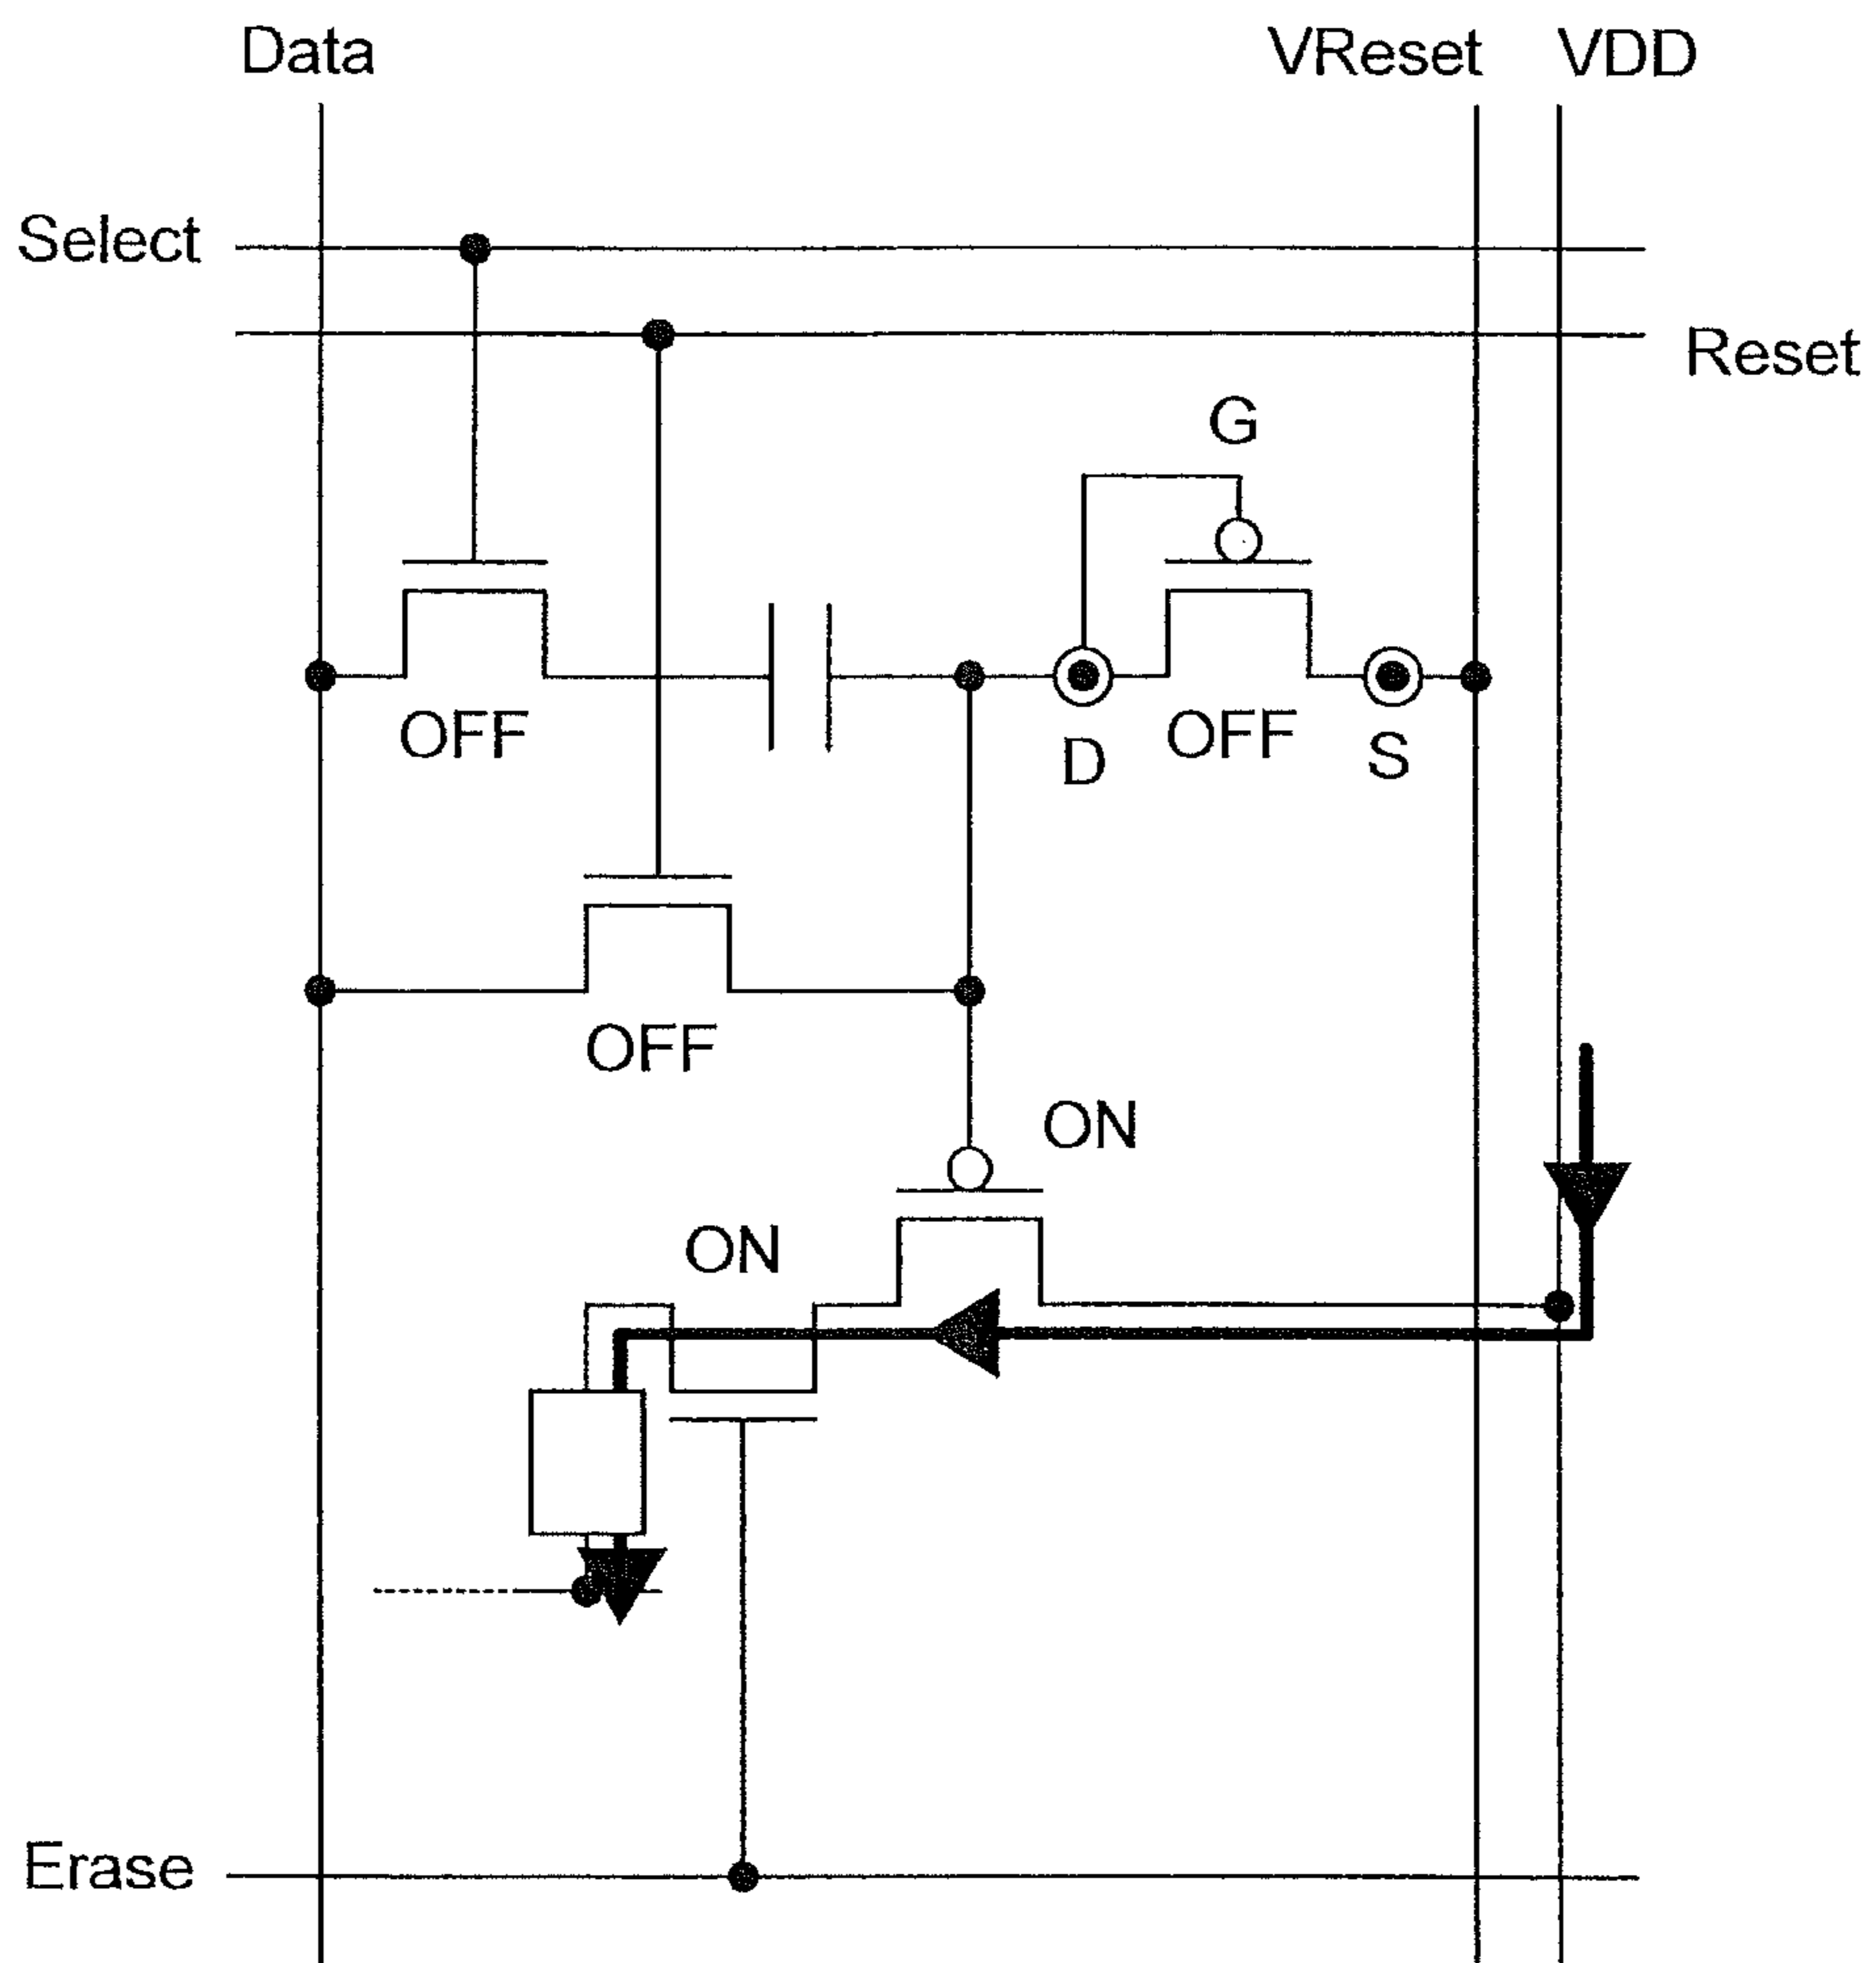 Data
VReset
VDD
Select
Reset
G
OFF
D
OFF
S
OFF
ON
ON
Erase